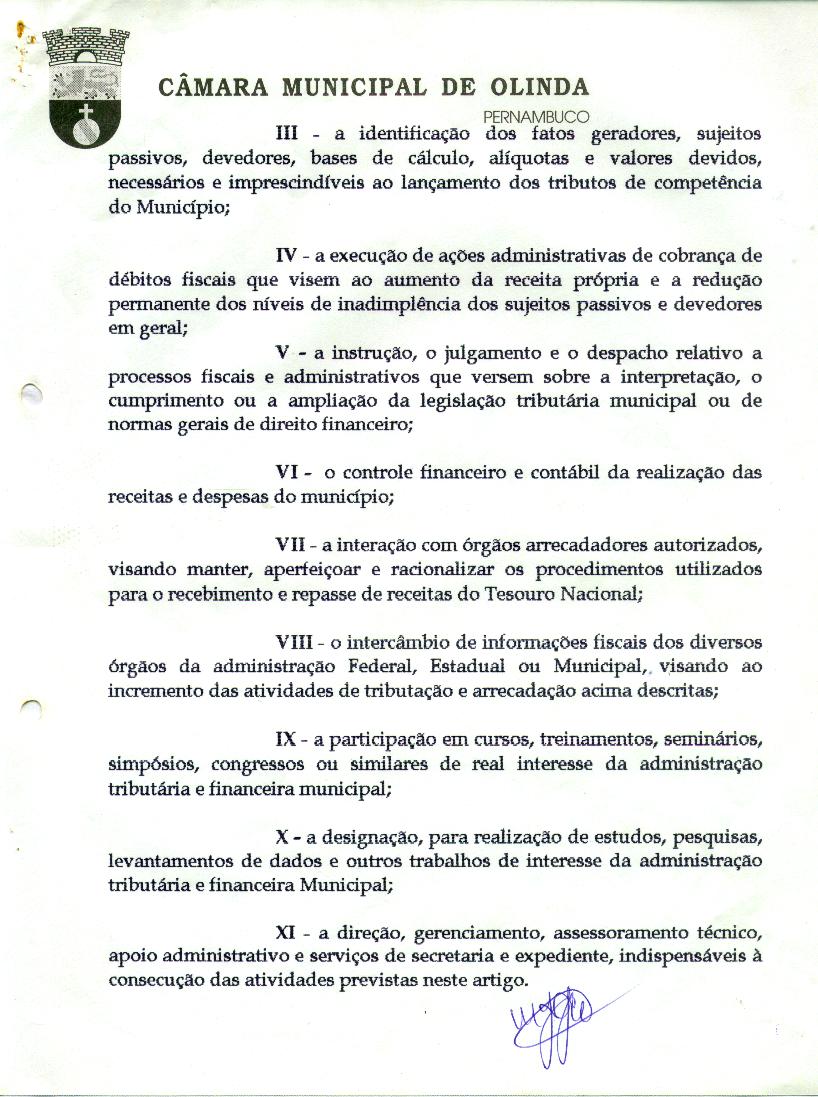 CÂMARA MUNICIPAL DE OLINDA
PERNAMBUCO
III - a identificação dos fatos geradores, sujeitos
passivos, devedores, bases de cálculo, alíquotas e valores devidos,
necessários e imprescindíveis ao lançamento dos tributos de competência
do Município;
IV - a execução de ações administrativas de cobrança de
débitos fiscais que visem ao aumento da receita própria e a redução
permanente dos níveis de inadimplência dos sujeitos passivos e devedores
em geral;
V - a instrução, o julgamento e o despacho relativo a
processos fiscais e administrativos que versem sobre a interpretação, o
cumprimento ou a ampliação da legislação tributária municipal ou de
normas gerais de direito financeiro;
VI - o controle financeiro e contábil da realização das
receitas e despesas do município;
VII - a interação com órgãos arrecadadores autorizados,
visando manter, aperfeiçoar e racionalizar os procedimentos utilizados
para o recebimento e repasse de receitas do Tesouro Nacional;
VIII - o intercâmbio de informações fiscais dos diversos
órgãos da administração Federal, Estadual ou Municipal, visando ao
incremento das atividades de tributação e arrecadação acima descritas;
IX - a participação em cursos, treinamentos, seminários,
simpósios, congressos ou similares de real interesse da administração
tributária e financeira municipal;
X - a designação, para realização de estudos, pesquisas,
levantamentos de dados e outros trabalhos de interesse da administração
tributária e financeira Municipal;
XI - a direção, gerenciamento, assessoramento técnico,
apoio administrativo e serviços de secretaria e expediente, indispensáveis à
consecução das atividades previstas neste artigo.